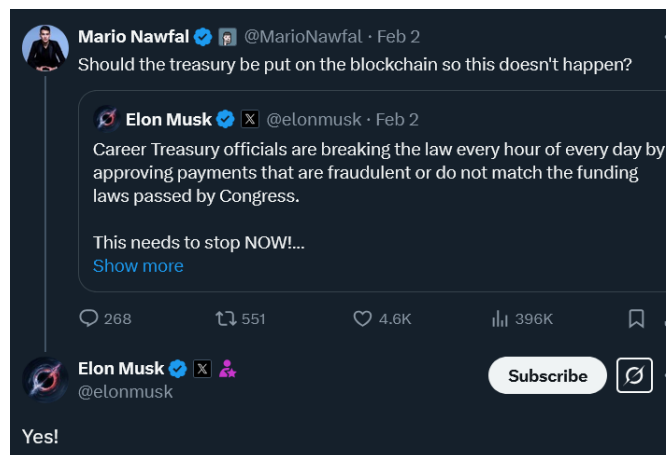 Mario Nawfal @MarioNawfal · Feb 2
Should the treasury be put on the blockchain so this doesn't happen?
Elon Musk X @elonmusk · Feb 2
Career Treasury officials are breaking the law every hour of every day by
approving payments that are fraudulent or do not match the funding
laws passed by Congress.
This needs to stop NOW!...
Show more
268 551 4.6K 396K
Elon Musk X
Subscribe
@elonmusk
Yes!